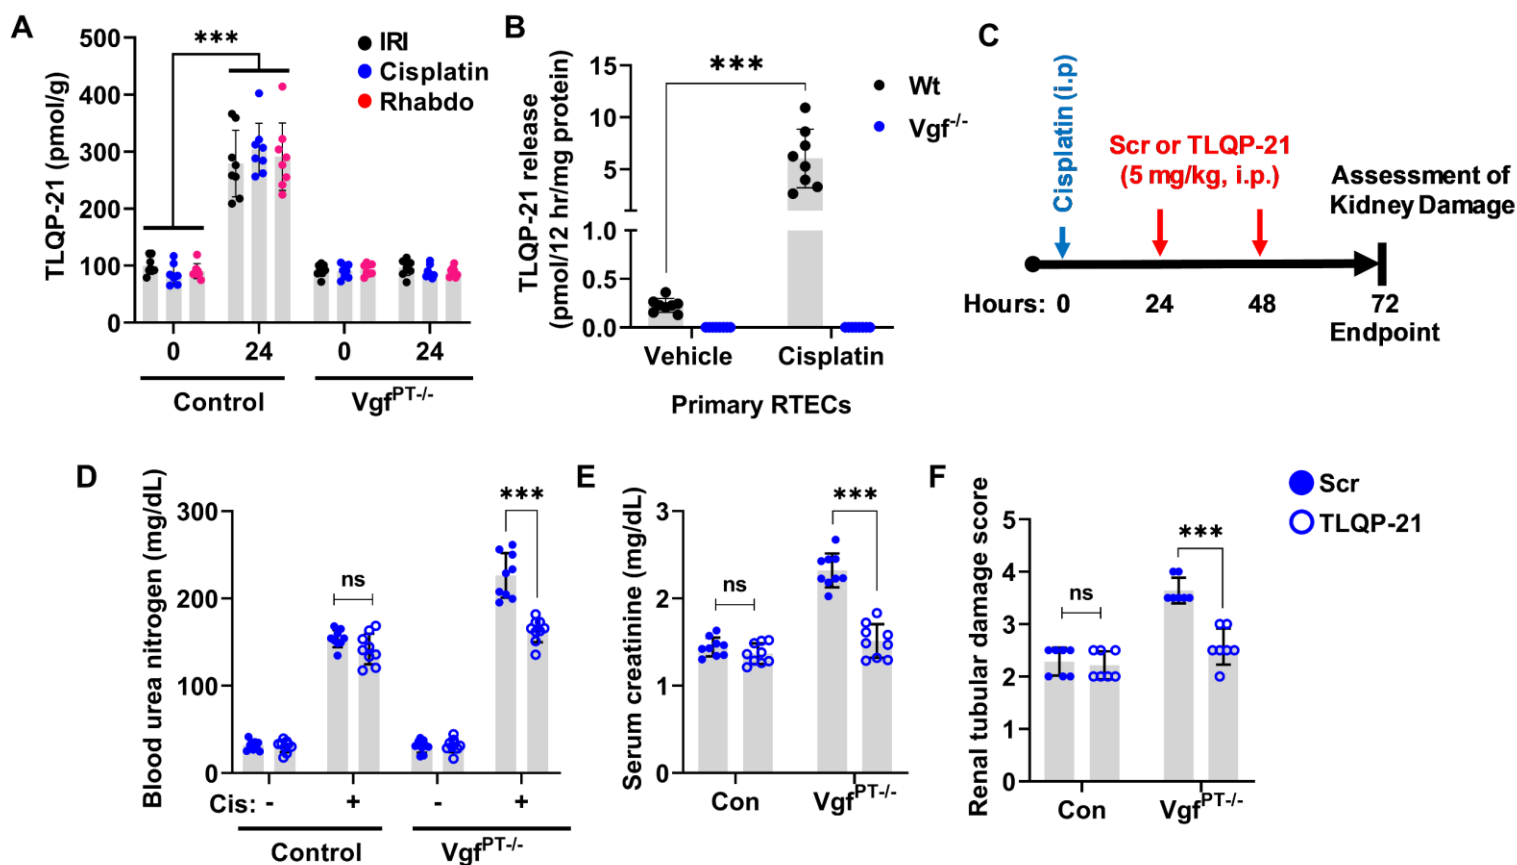 A
TLQP-21 (pmol/g)
500
400
300
200
100
0
***
IRI
Cisplatin
Rhabdo
0
24
0
24
Control
Vgf^PT-/-
B
TLQP-21 release
(pmol/12 hr/mg protein)
15
10
5
1.0
0.5
0.0
***
Wt
Vgf^-/-
Vehicle
Cisplatin
Primary RTECs
C
Cisplatin (i.p)
Scr or TLQP-21
(5 mg/kg, i.p.)
Assessment of
Kidney Damage
Hours: 0 24 48 72
Endpoint
D
Blood urea nitrogen (mg/dL)
300
200
100
0
ns
***
Cis: - + - +
Control
Vgf^PT-/-
E
Serum creatinine (mg/dL)
3
2
1
0
ns
***
Con
Vgf^PT-/-
F
Renal tubular damage score
5
4
3
2
1
0
ns
***
Con
Vgf^PT-/-
Scr
TLQP-21